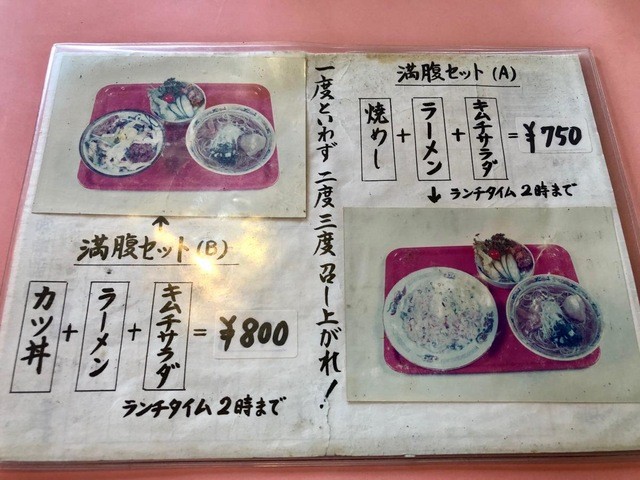 満腹セット(A)
焼めし+ラーメン+キムチサラダ=¥750
↓ランチタイム2時まで
一度といわず二度三度召し上がれ!
↑
満腹セット(B)
カツ丼+ラーメン+キムチサラダ=¥800
ランチタイム2時まで